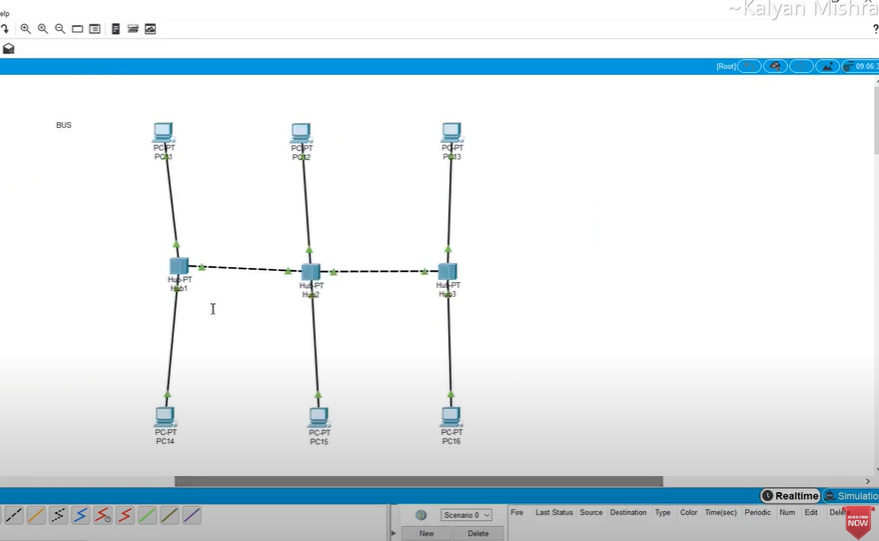 ~Kalyan Mishra
elp
?
[Root]
09:06:3
BUS
PC-PT
PC11
PC-PT
PC12
PC-PT
PC13
Hub-PT
Hub1
Hub-PT
Hub2
Hub-PT
Hub3
PC-PT
PC14
PC-PT
PC15
PC-PT
PC16
Realtime
Simulatio
Scenario 0
Fire Last Status Source Destination Type Color Time(sec) Periodic Num Edit Dele
New Delete
NOW